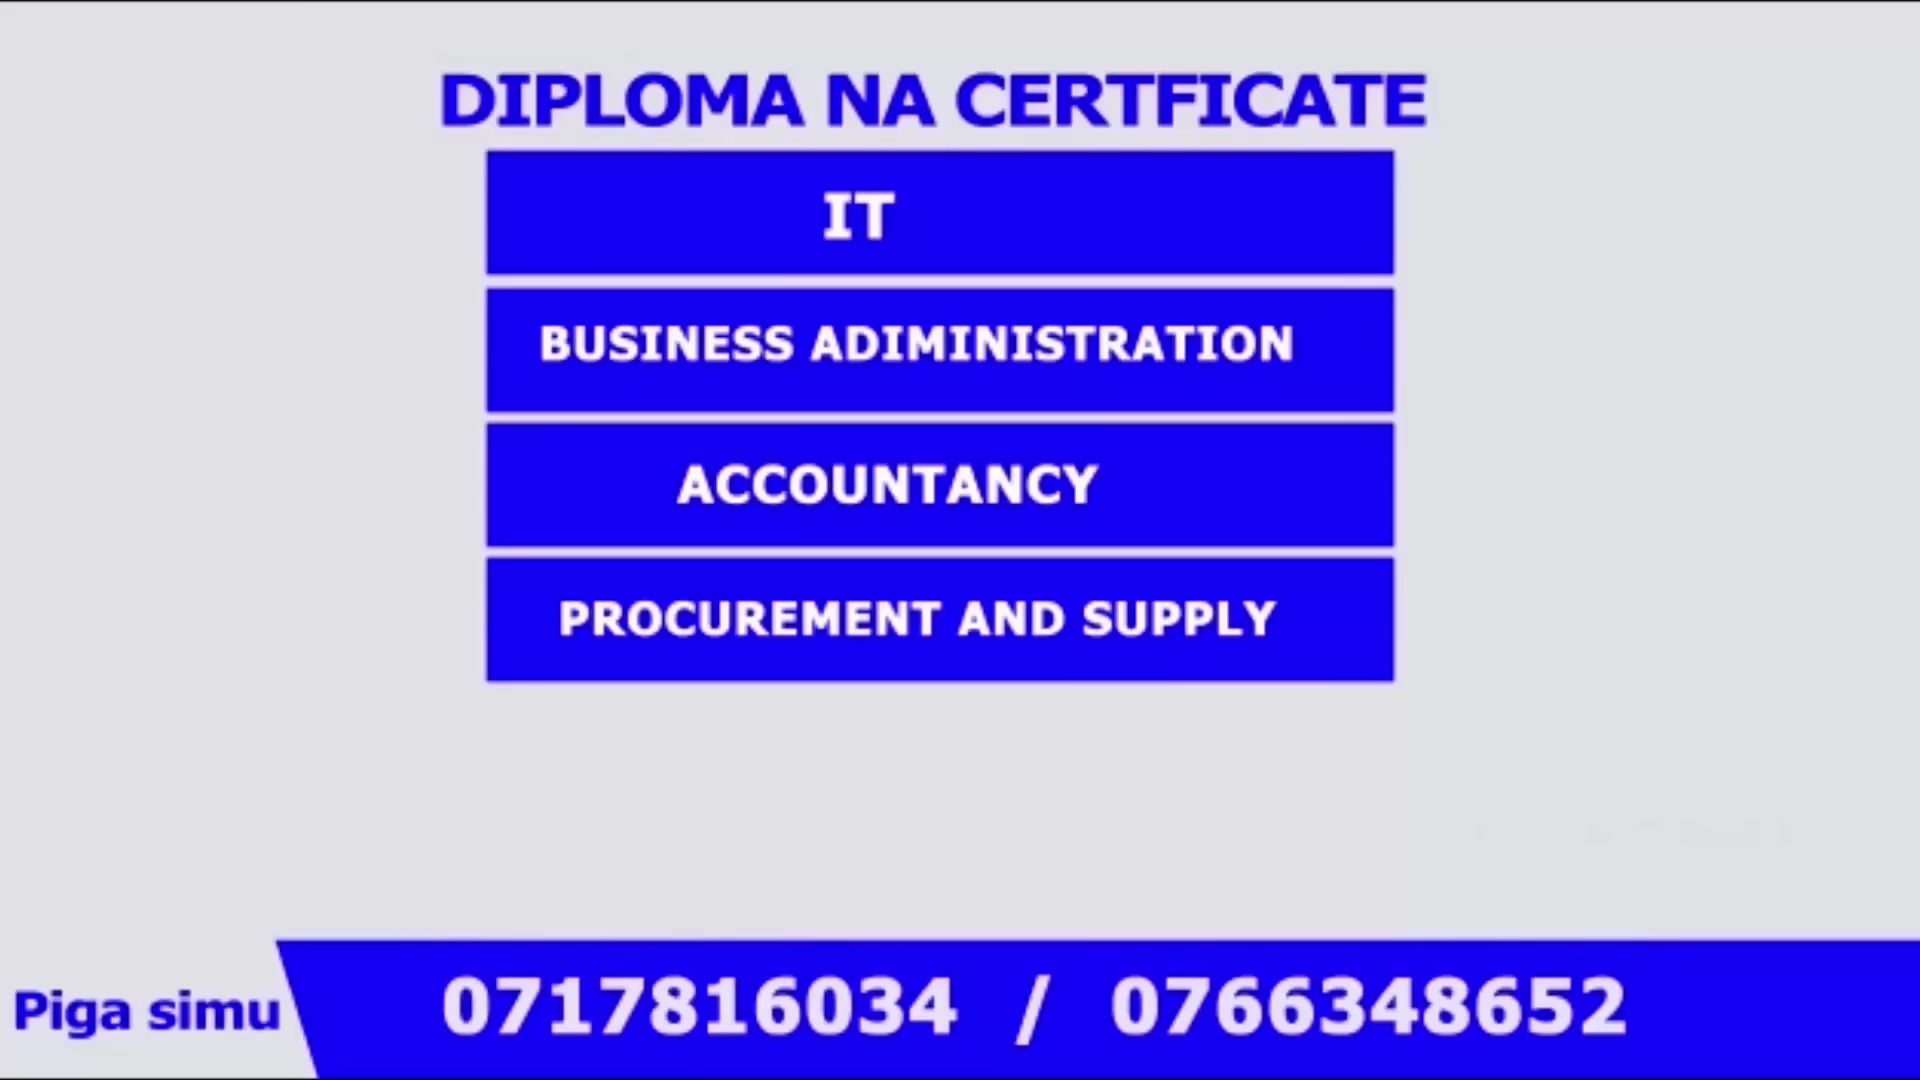 DIPLOMA NA CERTFICATE
IT
BUSINESS ADIMINISTRATION
ACCOUNTANCY
PROCUREMENT AND SUPPLY
Piga simu 0717816034 / 0766348652